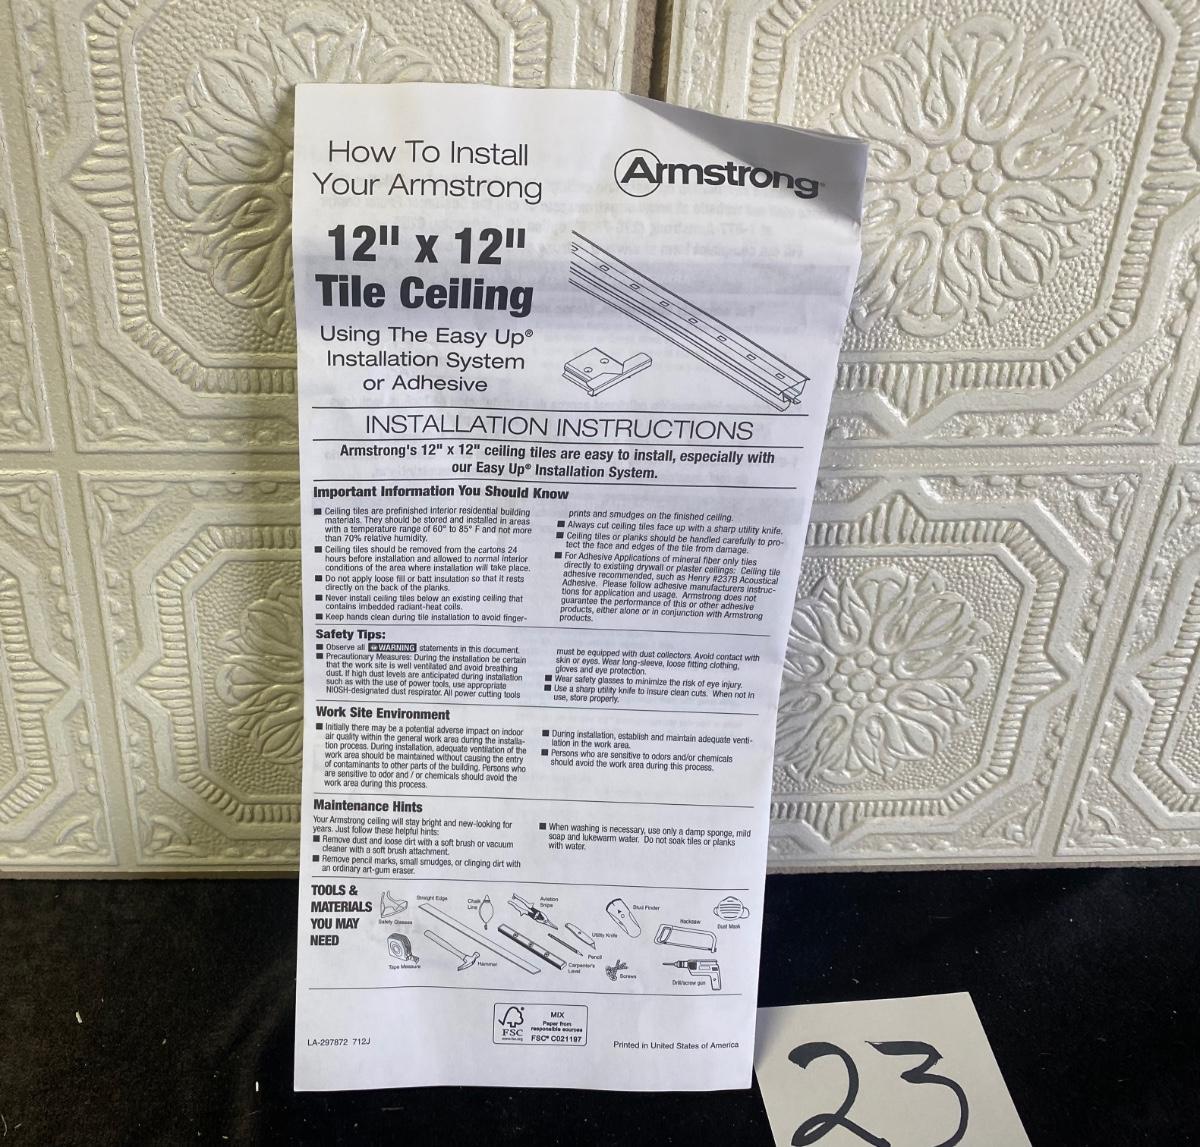 How To Install
Your Armstrong
Armstrong
12" x 12"
Tile Ceiling
Using The Easy Up®
Installation System
or Adhesive
INSTALLATION INSTRUCTIONS
Armstrong's 12" x 12" ceiling tiles are easy to install, especially with
our Easy Up® Installation System.
Important Information You Should Know
■ Ceiling tiles are prefinished interior residential building
materials. They should be stored and installed in areas
with a temperature range of 60° to 85° F and not more
than 70% relative humidity.
■ Ceiling tiles should be removed from the cartons 24
hours before installation and allowed to normal interior
conditions of the area where installation will take place.
■ Do not apply loose fill or batt insulation so that it rests
directly on the back of the planks.
■ Never install ceiling tiles below an existing ceiling that
contains imbedded radiant-heat coils.
■ Keep hands clean during tile installation to avoid finger-
prints and smudges on the finished ceiling.
■ Always cut ceiling tiles face up with a sharp utility knife.
■ Ceiling tiles or planks should be handled carefully to pro-
tect the face and edges of the tile from damage.
■ For Adhesive Applications of mineral fiber only tiles
directly to existing drywall or plaster ceilings: Ceiling tile
adhesive recommended, such as Henry #237B Acoustical
Adhesive. Please follow adhesive manufacturers instruc-
tions for application and usage. Armstrong does not
guarantee the performance of this or other adhesive
products, either alone or in conjunction with Armstrong
products.
Safety Tips:
■ Observe all WARNING statements in this document.
■ Precautionary Measures: During the installation be certain
that the work site is well ventilated and avoid breathing
dust. If high dust levels are anticipated during installation
such as with the use of power tools, use appropriate
NIOSH-designated dust respirator. All power cutting tools
must be equipped with dust collectors. Avoid contact with
skin or eyes. Wear long-sleeve, loose fitting clothing,
gloves and eye protection.
■ Wear safety glasses to minimize the risk of eye injury.
■ Use a sharp utility knife to insure clean cuts. When not in
use, store properly.
Work Site Environment
■ Initially there may be a potential adverse impact on indoor
air quality within the general work area during the installa-
tion process. During installation, adequate ventilation of the
work area should be maintained without causing the entry
of contaminants to other parts of the building. Persons who
are sensitive to odor and / or chemicals should avoid the
work area during this process.
■ During installation, establish and maintain adequate venti-
lation in the work area.
■ Persons who are sensitive to odors and/or chemicals
should avoid the work area during this process.
Maintenance Hints
Your Armstrong ceiling will stay bright and new-looking for
years. Just follow these helpful hints:
■ Remove dust and loose dirt with a soft brush or vacuum
cleaner with a soft brush attachment.
■ Remove pencil marks, small smudges, or clinging dirt with
an ordinary art-gum eraser.
■ When washing is necessary, use only a damp sponge, mild
soap and lukewarm water. Do not soak tiles or planks
with water.
TOOLS &
MATERIALS
YOU MAY
NEED
Safety Glasses
Straight Edge
Chalk
Line
Aviation
Snips
Stud Finder
Dust Mask
Hacksaw
Utility Knife
Pencil
Tape Measure
Hammer
Carpenter's
Level
Screws
Drill/screw gun
FSC
www.fsc.org
MIX
Paper from
responsible sources
FSC® C021197
LA-297872 712J
Printed in United States of America
23